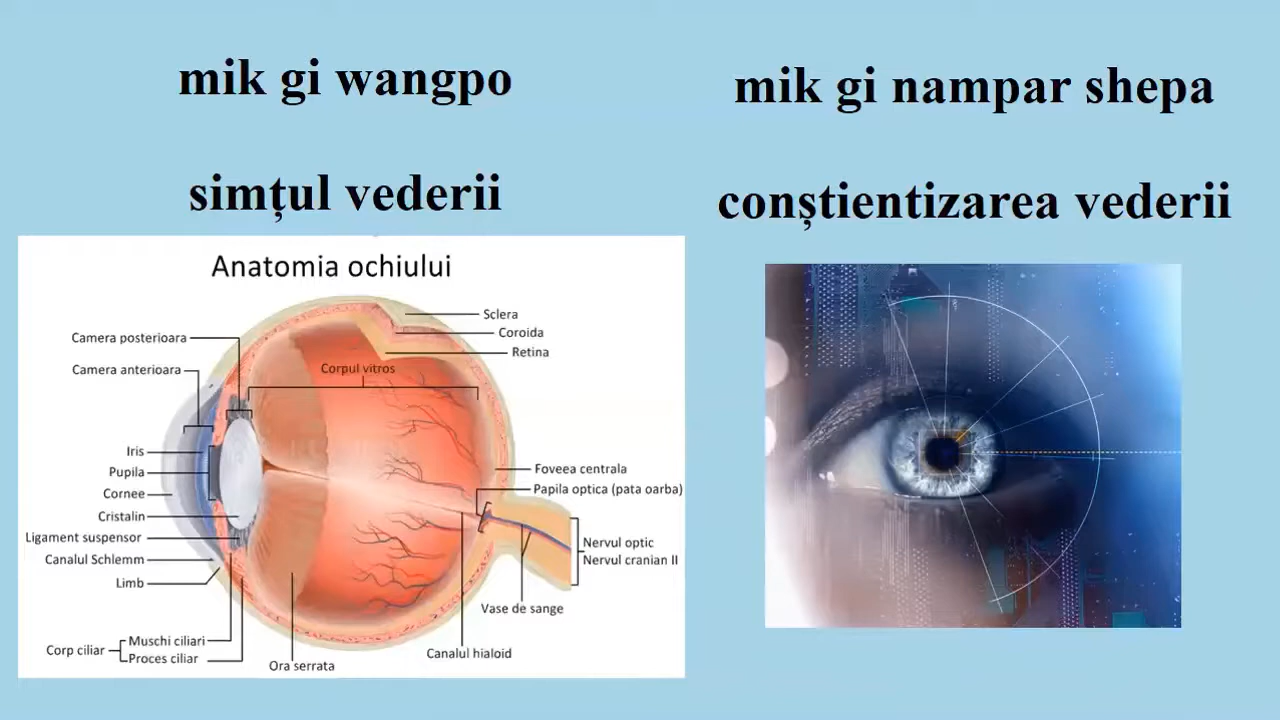 mik gi wangpo
simțul vederii
mik gi nampar shepa
conștientizarea vederii
Anatomia ochiului
Sclera
Coroida
Retina
Camera posterioara
Camera anterioara
Corpul vitros
Iris
Pupila
Cornee
Cristalin
Ligament suspensor
Canalul Schlemm
Limb
Foveea centrala
Papila optica (pata oarba)
Nervul optic
Nervul cranian II
Vase de sange
Canalul hialoid
Ora serrata
Corp ciliar
Muschi ciliari
Proces ciliar